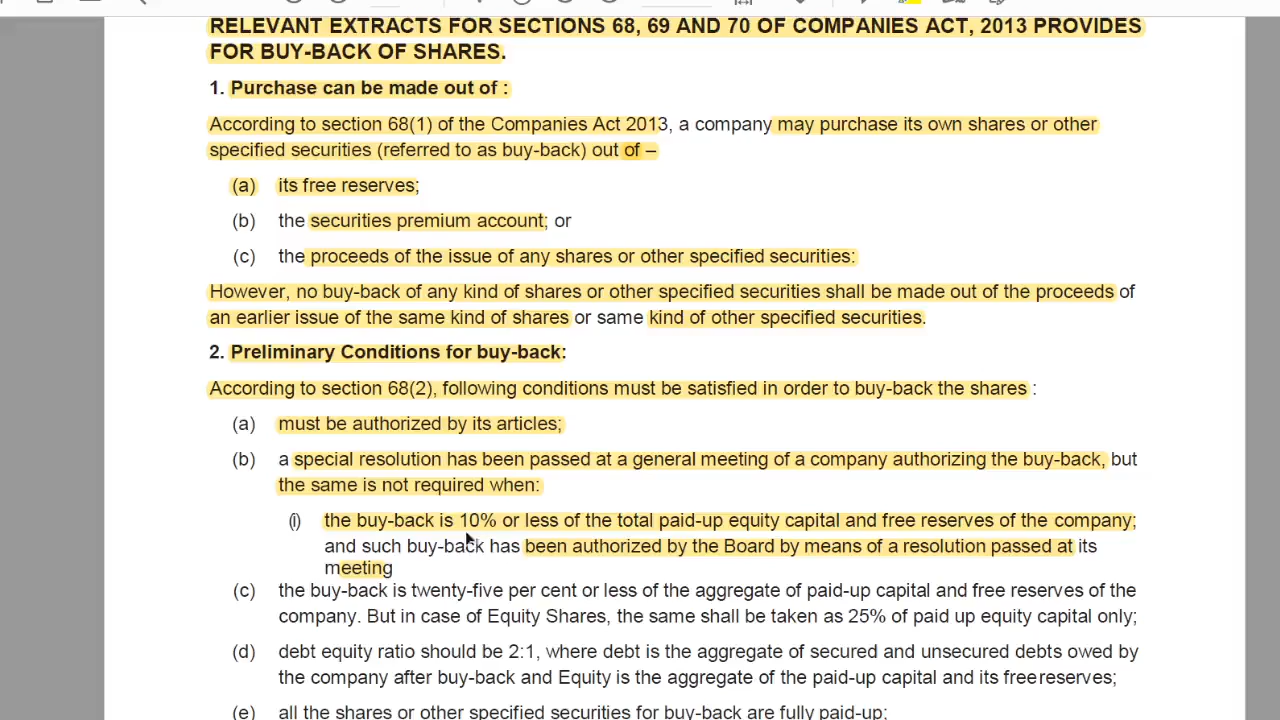 RELEVANT EXTRACTS FOR SECTIONS 68, 69 AND 70 OF COMPANIES ACT, 2013 PROVIDES
FOR BUY-BACK OF SHARES.
1. Purchase can be made out of :
According to section 68(1) of the Companies Act 2013, a company may purchase its own shares or other
specified securities (referred to as buy-back) out of –
(a) its free reserves;
(b) the securities premium account; or
(c) the proceeds of the issue of any shares or other specified securities:
However, no buy-back of any kind of shares or other specified securities shall be made out of the proceeds of
an earlier issue of the same kind of shares or same kind of other specified securities.
2. Preliminary Conditions for buy-back:
According to section 68(2), following conditions must be satisfied in order to buy-back the shares :
(a) must be authorized by its articles;
(b) a special resolution has been passed at a general meeting of a company authorizing the buy-back, but
the same is not required when:
(i) the buy-back is 10% or less of the total paid-up equity capital and free reserves of the company;
and such buy-back has been authorized by the Board by means of a resolution passed at its
meeting
(c) the buy-back is twenty-five per cent or less of the aggregate of paid-up capital and free reserves of the
company. But in case of Equity Shares, the same shall be taken as 25% of paid up equity capital only;
(d) debt equity ratio should be 2:1, where debt is the aggregate of secured and unsecured debts owed by
the company after buy-back and Equity is the aggregate of the paid-up capital and its free reserves;
(e) all the shares or other specified securities for buy-back are fully paid-up;